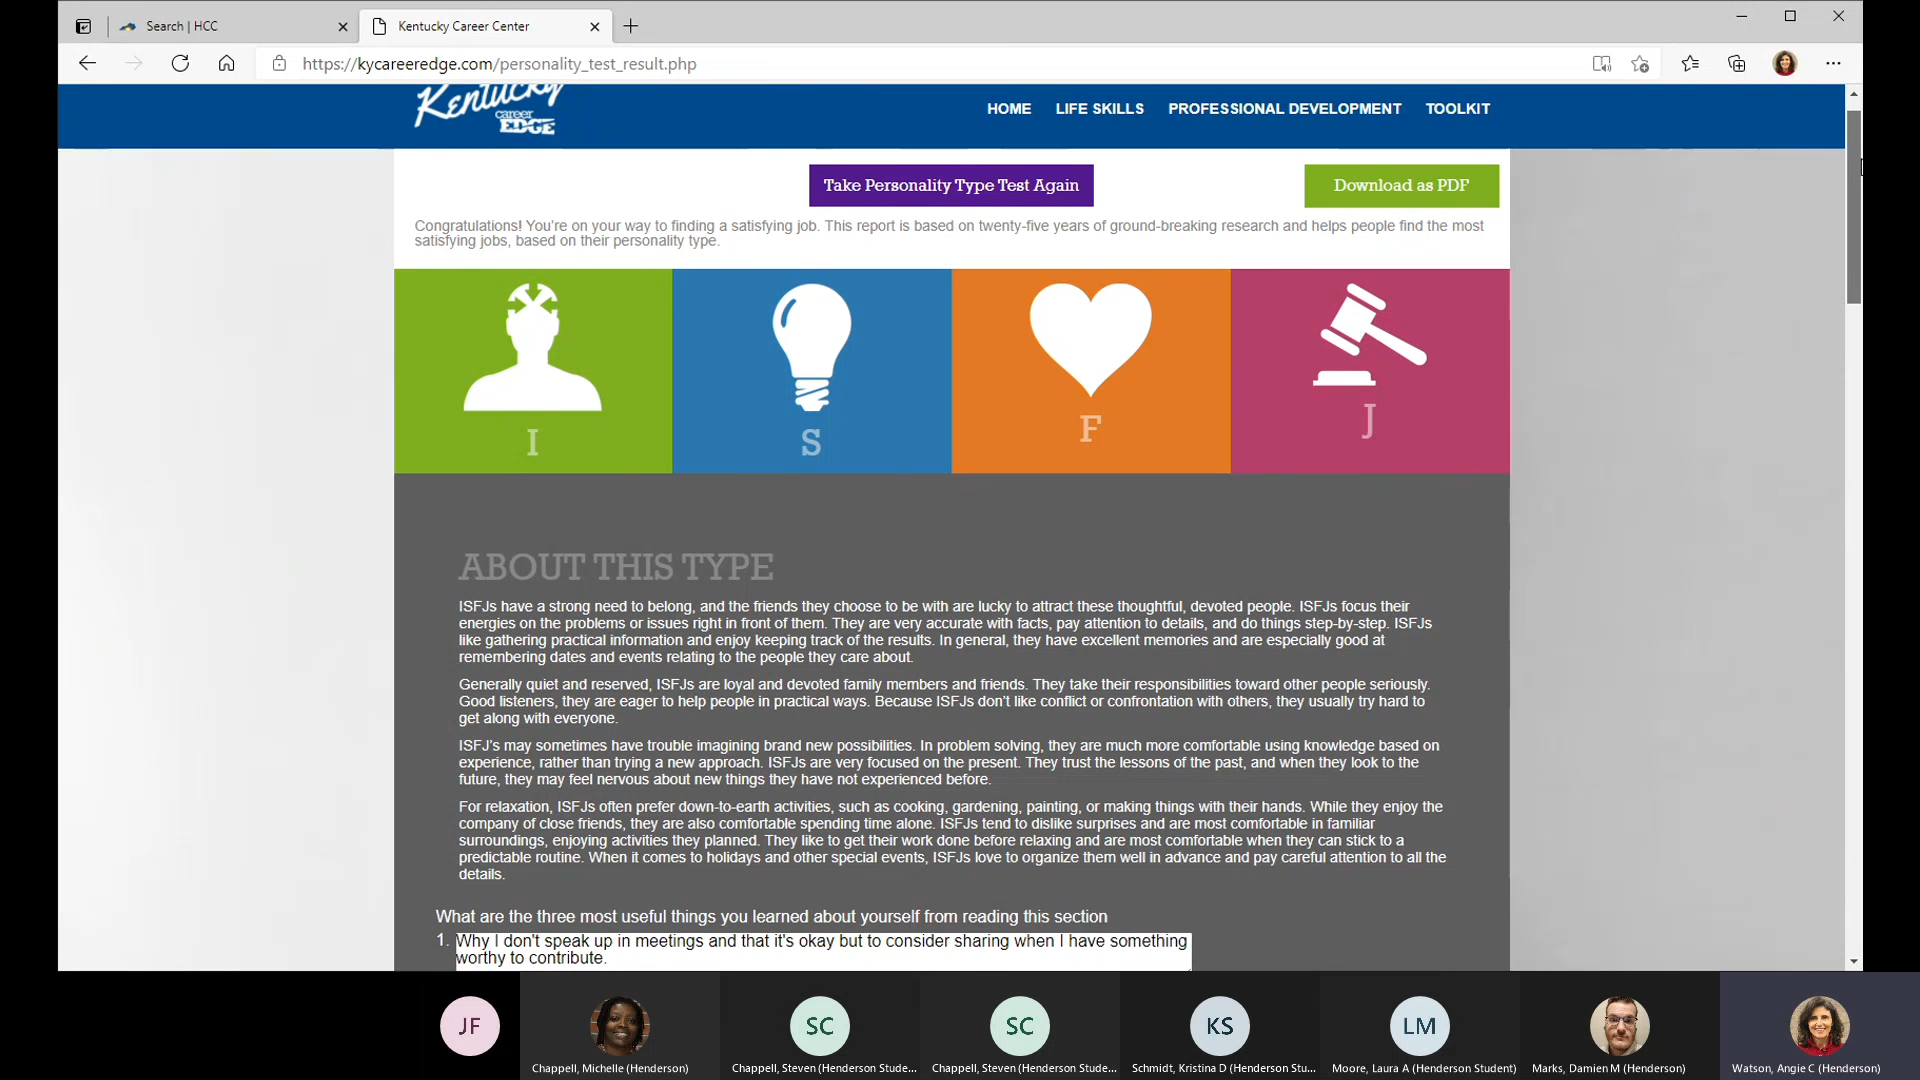 Search | HCC
Kentucky Career Center
https://kycareeredge.com/personality_test_result.php
Kentucky
career
EDGE
HOME
LIFE SKILLS
PROFESSIONAL DEVELOPMENT
TOOLKIT
Take Personality Type Test Again
Download as PDF
Congratulations! You're on your way to finding a satisfying job. This report is based on twenty-five years of ground-breaking research and helps people find the most
satisfying jobs, based on their personality type.
I
S
F
J
ABOUT THIS TYPE
ISFJs have a strong need to belong, and the friends they choose to be with are lucky to attract these thoughtful, devoted people. ISFJs focus their
energies on the problems or issues right in front of them. They are very accurate with facts, pay attention to details, and do things step-by-step. ISFJs
like gathering practical information and enjoy keeping track of the results. In general, they have excellent memories and are especially good at
remembering dates and events relating to the people they care about.
Generally quiet and reserved, ISFJs are loyal and devoted family members and friends. They take their responsibilities toward other people seriously.
Good listeners, they are eager to help people in practical ways. Because ISFJs don't like conflict or confrontation with others, they usually try hard to
get along with everyone.
ISFJ's may sometimes have trouble imagining brand new possibilities. In problem solving, they are much more comfortable using knowledge based on
experience, rather than trying a new approach. ISFJs are very focused on the present. They trust the lessons of the past, and when they look to the
future, they may feel nervous about new things they have not experienced before.
For relaxation, ISFJs often prefer down-to-earth activities, such as cooking, gardening, painting, or making things with their hands. While they enjoy the
company of close friends, they are also comfortable spending time alone. ISFJs tend to dislike surprises and are most comfortable in familiar
surroundings, enjoying activities they planned. They like to get their work done before relaxing and are most comfortable when they can stick to a
predictable routine. When it comes to holidays and other special events, ISFJs love to organize them well in advance and pay careful attention to all the
details.
What are the three most useful things you learned about yourself from reading this section
1. Why I don't speak up in meetings and that it's okay but to consider sharing when I have something
worthy to contribute.
JF
SC
SC
KS
LM
Chappell, Michelle (Henderson)
Chappell, Steven (Henderson Stude...
Chappell, Steven (Henderson Stude...
Schmidt, Kristina D (Henderson Stu...
Moore, Laura A (Henderson Student)
Marks, Damien M (Henderson)
Watson, Angie C (Henderson)